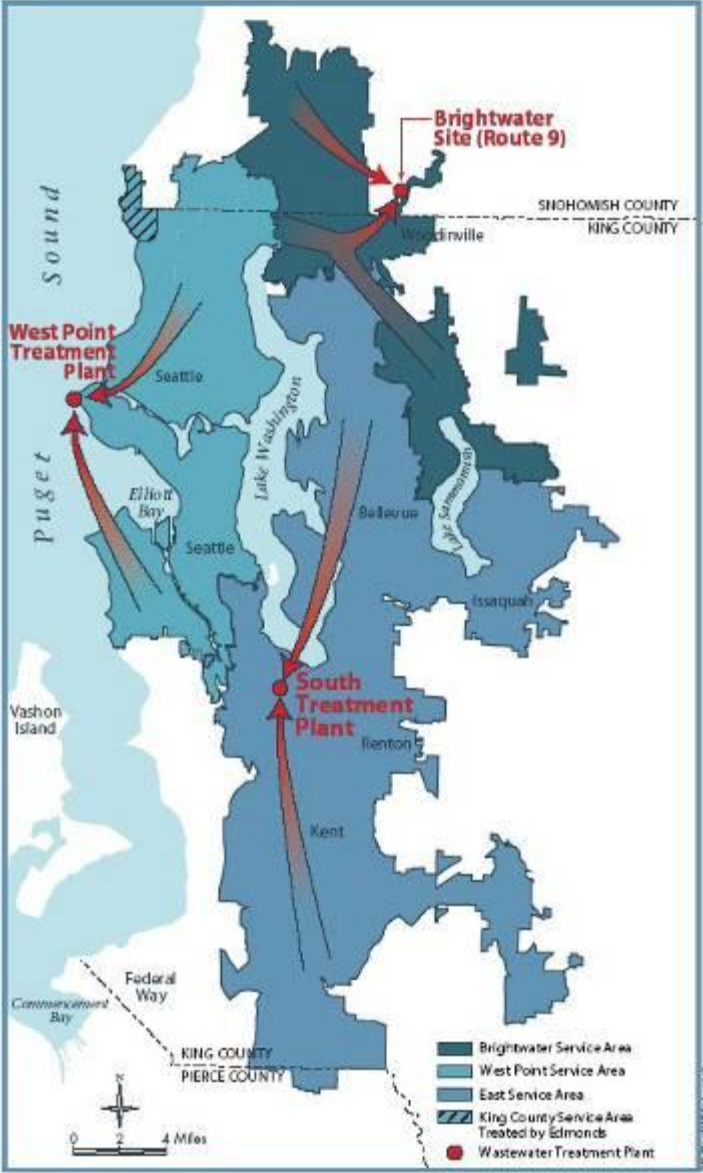 Brightwater
Site (Route 9)
SNOHOMISH COUNTY
KING COUNTY
Woodinville
Puget Sound
West Point
Treatment
Plant
Seattle
Lake Washington
Elliott
Bay
Seattle
Bellevue
Lake Sammamish
Issaquah
South
Treatment
Plant
Vashon
Island
Renton
Kent
Federal
Way
Commencement
Bay
KING COUNTY
PIERCE COUNTY
N
0 2 4 Miles
Brightwater Service Area
West Point Service Area
East Service Area
King County Service Area
Treated by Edmonds
Wastewater Treatment Plant